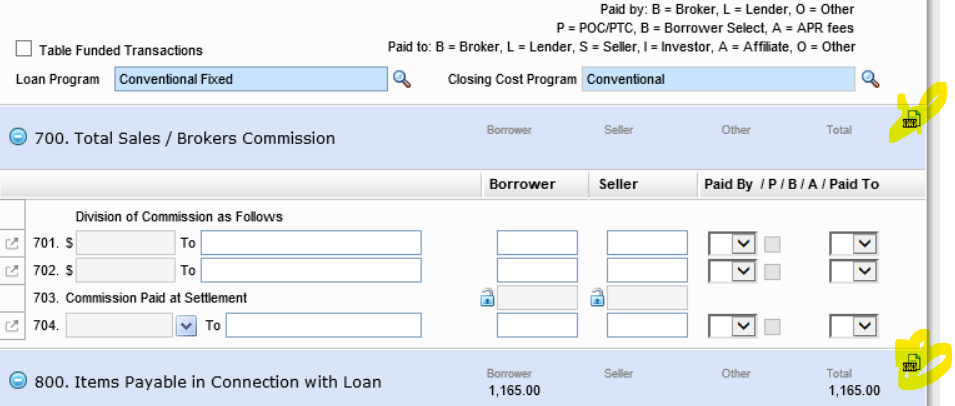 Paid by: B = Broker, L = Lender, O = Other
P = POC/PTC, B = Borrower Select, A = APR fees
Table Funded Transactions
Paid to: B = Broker, L = Lender, S = Seller, I = Investor, A = Affiliate, O = Other
Loan Program Conventional Fixed Closing Cost Program Conventional
700. Total Sales / Brokers Commission Borrower Seller Other Total
Borrower Seller Paid By / P / B / A / Paid To
Division of Commission as Follows
701. $ To
702. $ To
703. Commission Paid at Settlement
704. To
800. Items Payable in Connection with Loan Borrower Seller Other Total
1,165.00 1,165.00